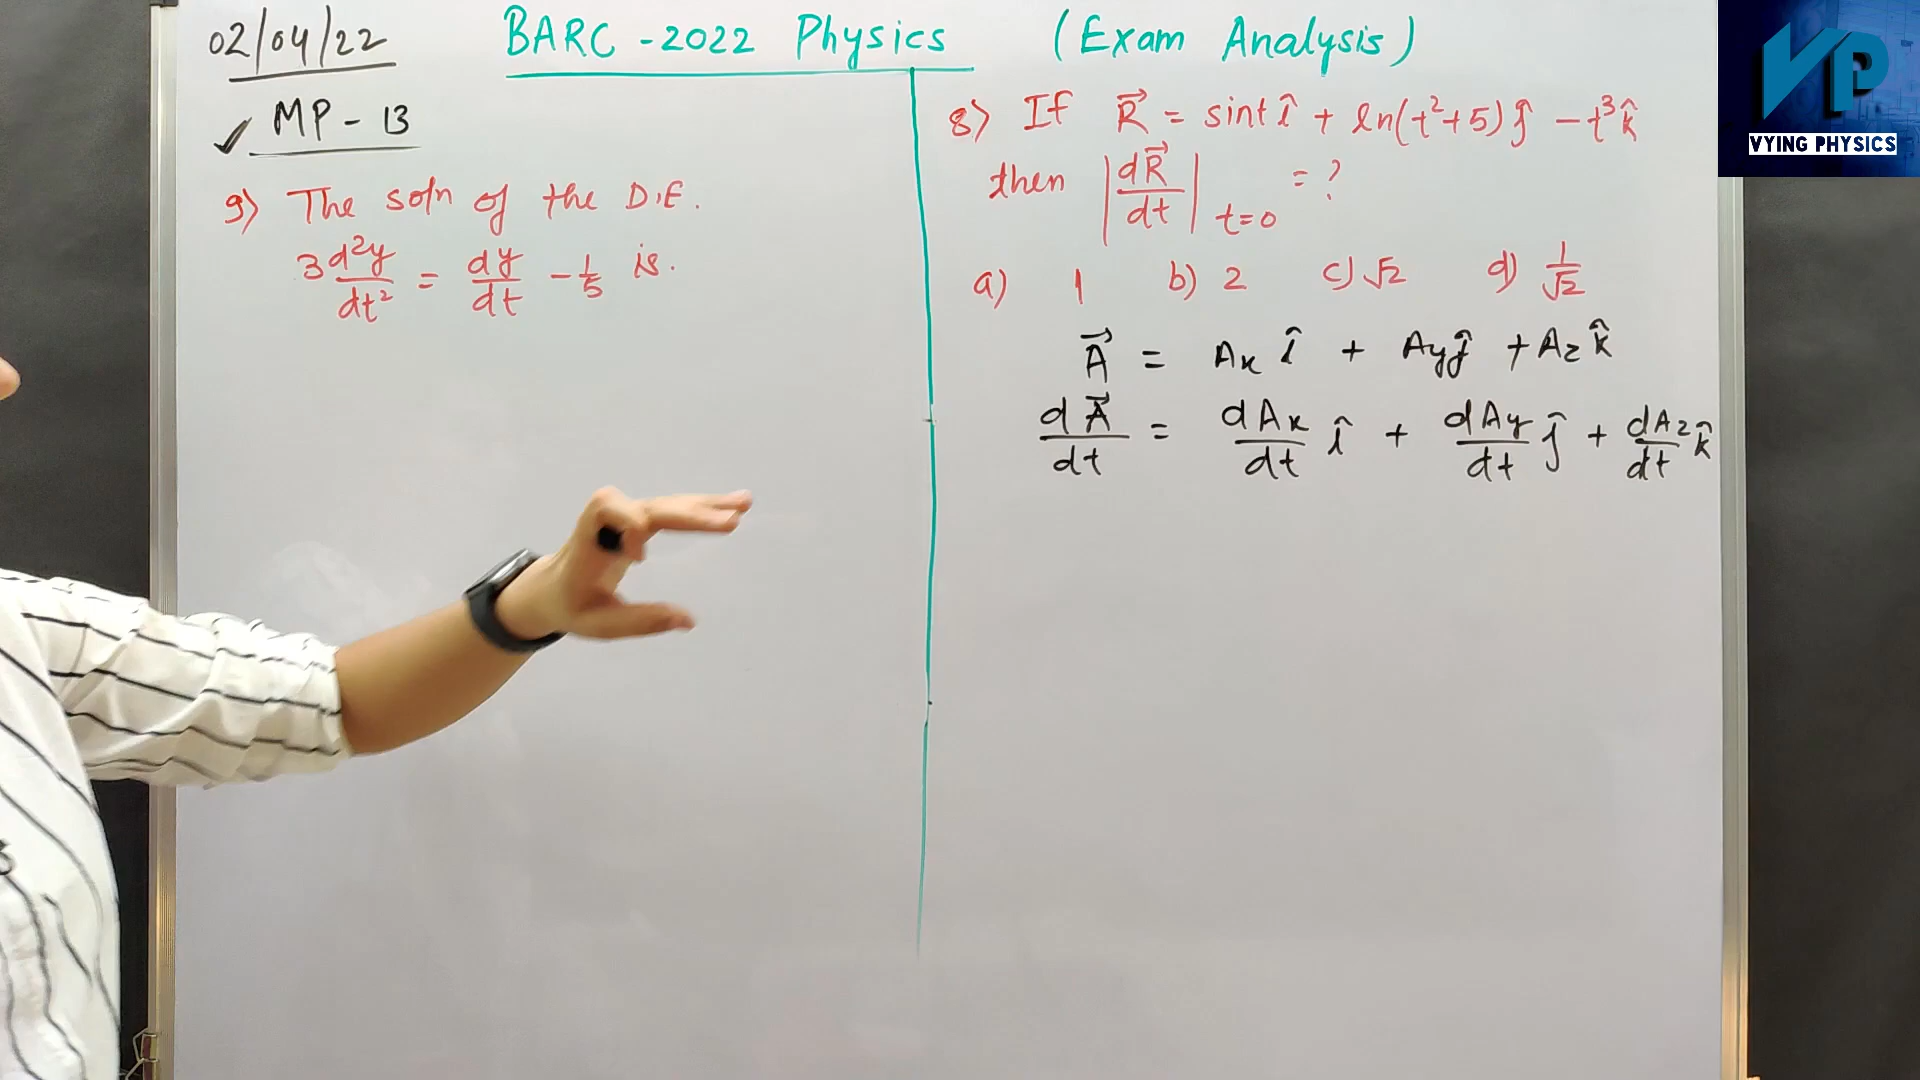 02/04/22 BARC - 2022 Physics (Exam Analysis)
✓ MP - 13
9) The soln of the D.E.
3 d²y/dt² = dy/dt - 1/5 is.
8) If R⃗ = sint î + ln(t²+5) ĵ - t³ k̂
then |dR⃗/dt| t=0 = ?
a) 1 b) 2 c) √2 d) 1/√2
A⃗ = Ax î + Ay ĵ + Az k̂
dA⃗/dt = dAx/dt î + dAy/dt ĵ + dAz/dt k̂
VP
VYING PHYSICS